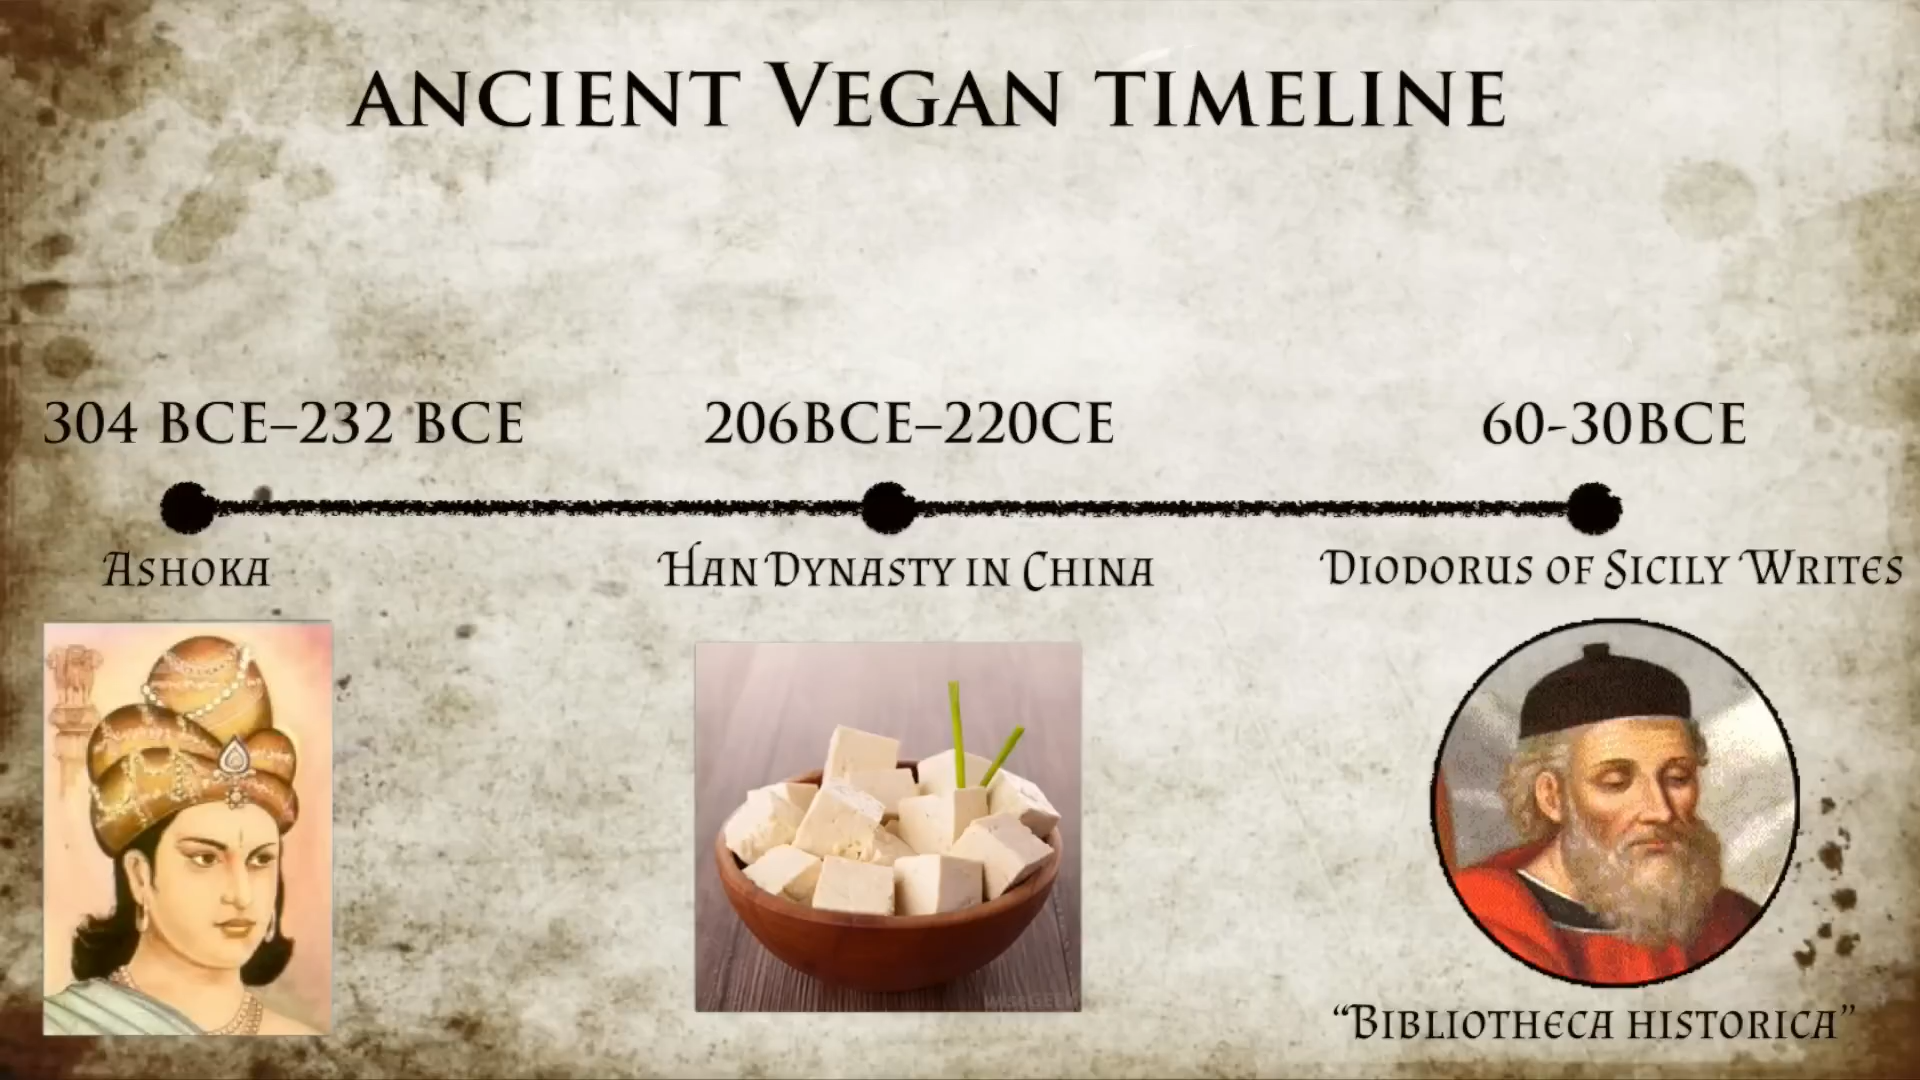 ANCIENT VEGAN TIMELINE
304 BCE–232 BCE
206BCE–220CE
60-30BCE
ASHOKA
HAN DYNASTY IN CHINA
DIODORUS OF SICILY WRITES
“BIBLIOTHECA HISTORICA”